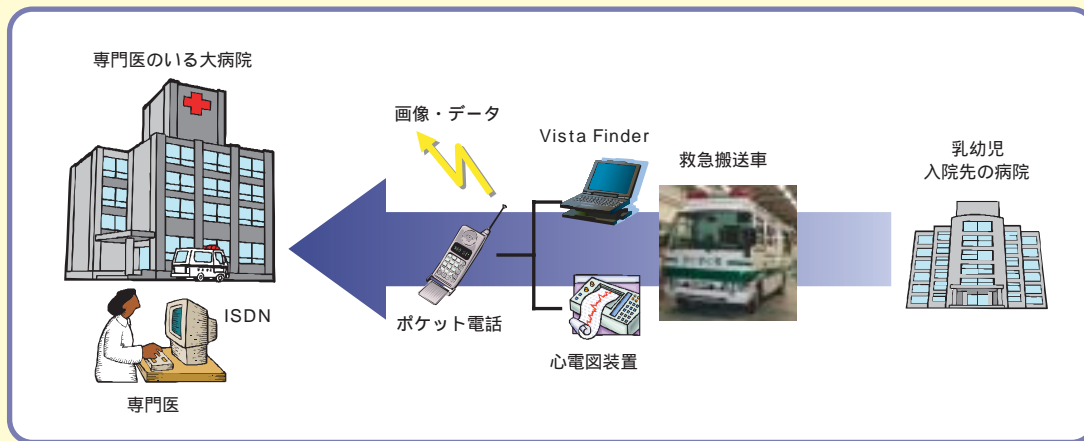 専門医のいる大病院
画像・データ
Vista Finder
救急搬送車
乳幼児
入院先の病院
ポケット電話
心電図装置
ISDN
専門医